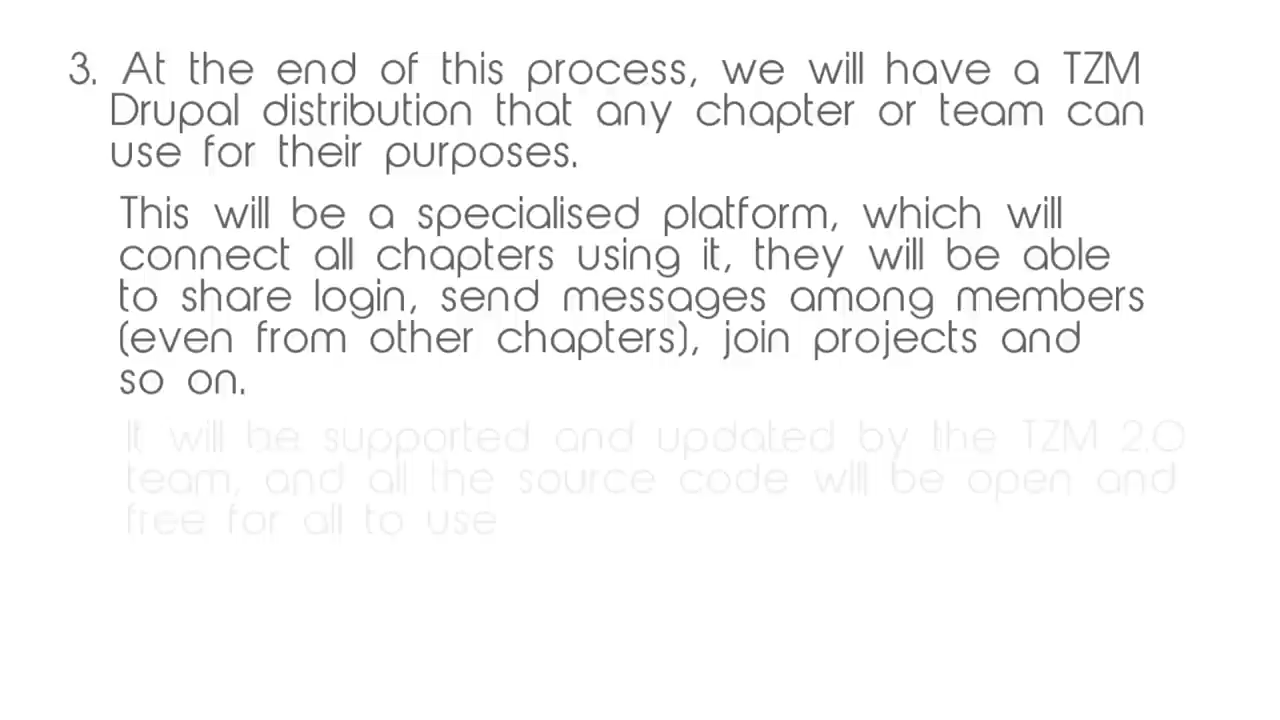 3. At the end of this process, we will have a TZM
Drupal distribution that any chapter or team can
use for their purposes.
This will be a specialised platform, which will
connect all chapters using it, they will be able
to share login, send messages among members
(even from other chapters), join projects and
so on.
It will be supported and updated by the TZM 2.0
team, and all the source code will be open and
free for all to use